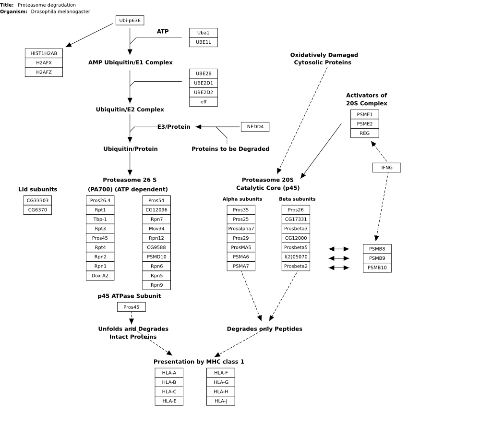 Title: Proteasome degradation
Organism: Drosophila melanogaster
Ubi-p63E
ATP
Uba1
UBE1L
HIST1H2AB
H2AFX
H2AFZ
AMP Ubiquitin/E1 Complex
Oxidatively Damaged
Cytosolic Proteins
UBE2B
UBE2D1
UBE2D2
eff
Activators of
20S Complex
Ubiquitin/E2 Complex
PSME1
PSME2
REG
E3/Protein
NEDD4
Ubiquitin/Protein
Proteins to be Degraded
IFNG
Proteasome 26 S
(PA700) (ATP dependent)
Proteasome 20S
Catalytic Core (p45)
Lid subunits
CG33303
CG6370
Pros26.4
Rpt1
Tbp-1
Rpt3
Pros45
Rpt4
Rpn2
Rpn1
Dox-A2
Pros54
CG12096
Rpn7
Mov34
Rpn12
CG9588
PSMD10
Rpn6
Rpn5
Rpn9
Alpha subunits
Pros35
Pros25
Prosalpha7
Pros29
ProsMA5
PSMA6
PSMA7
Beta subunits
Pros26
CG17331
Prosbeta3
CG12000
Prosbeta5
Prosbeta2
PSMB8
PSMB9
PSMB10
p45 ATPase Subunit
Pros45
Unfolds and Degrades
Intact Proteins
Degrades only Peptides
Presentation by MHC class 1
HLA-A
HLA-B
HLA-C
HLA-E
HLA-F
HLA-G
HLA-H
HLA-J